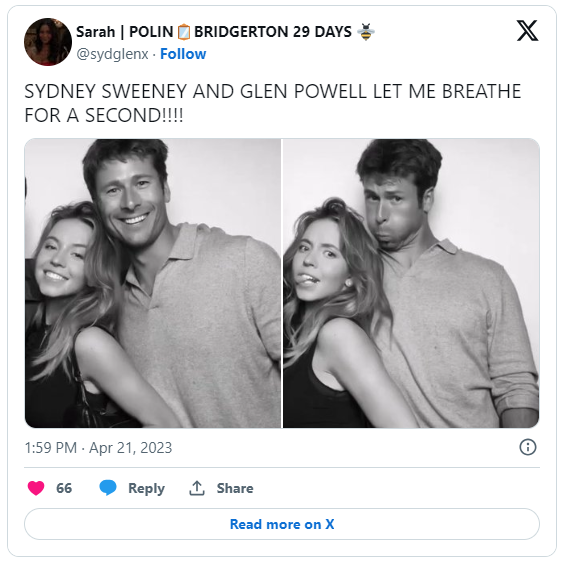 Sarah | POLIN📋BRIDGERTON 29 DAYS 🐝
@sydglenx · Follow
SYDNEY SWEENEY AND GLEN POWELL LET ME BREATHE
FOR A SECOND!!!!
1:59 PM · Apr 21, 2023
66 Reply Share
Read more on X